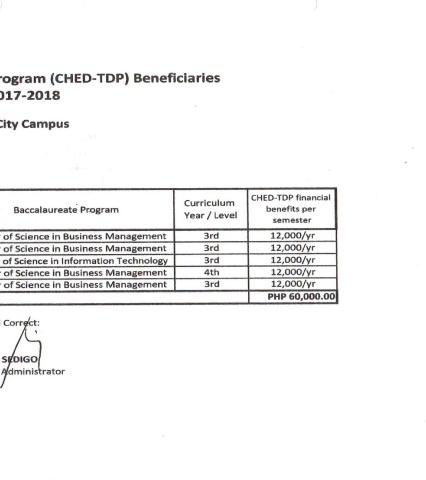 rogram (CHED-TDP) Beneficiaries
017-2018
City Campus
Baccalaureate Program
Curriculum
Year / Level
CHED-TDP financial
benefits per
semester
of Science in Business Management 3rd 12,000/yr
of Science in Business Management 3rd 12,000/yr
of Science in Information Technology 3rd 12,000/yr
of Science in Business Management 4th 12,000/yr
of Science in Business Management 3rd 12,000/yr
PHP 60,000.00
Correct:
SEDIGO
Administrator